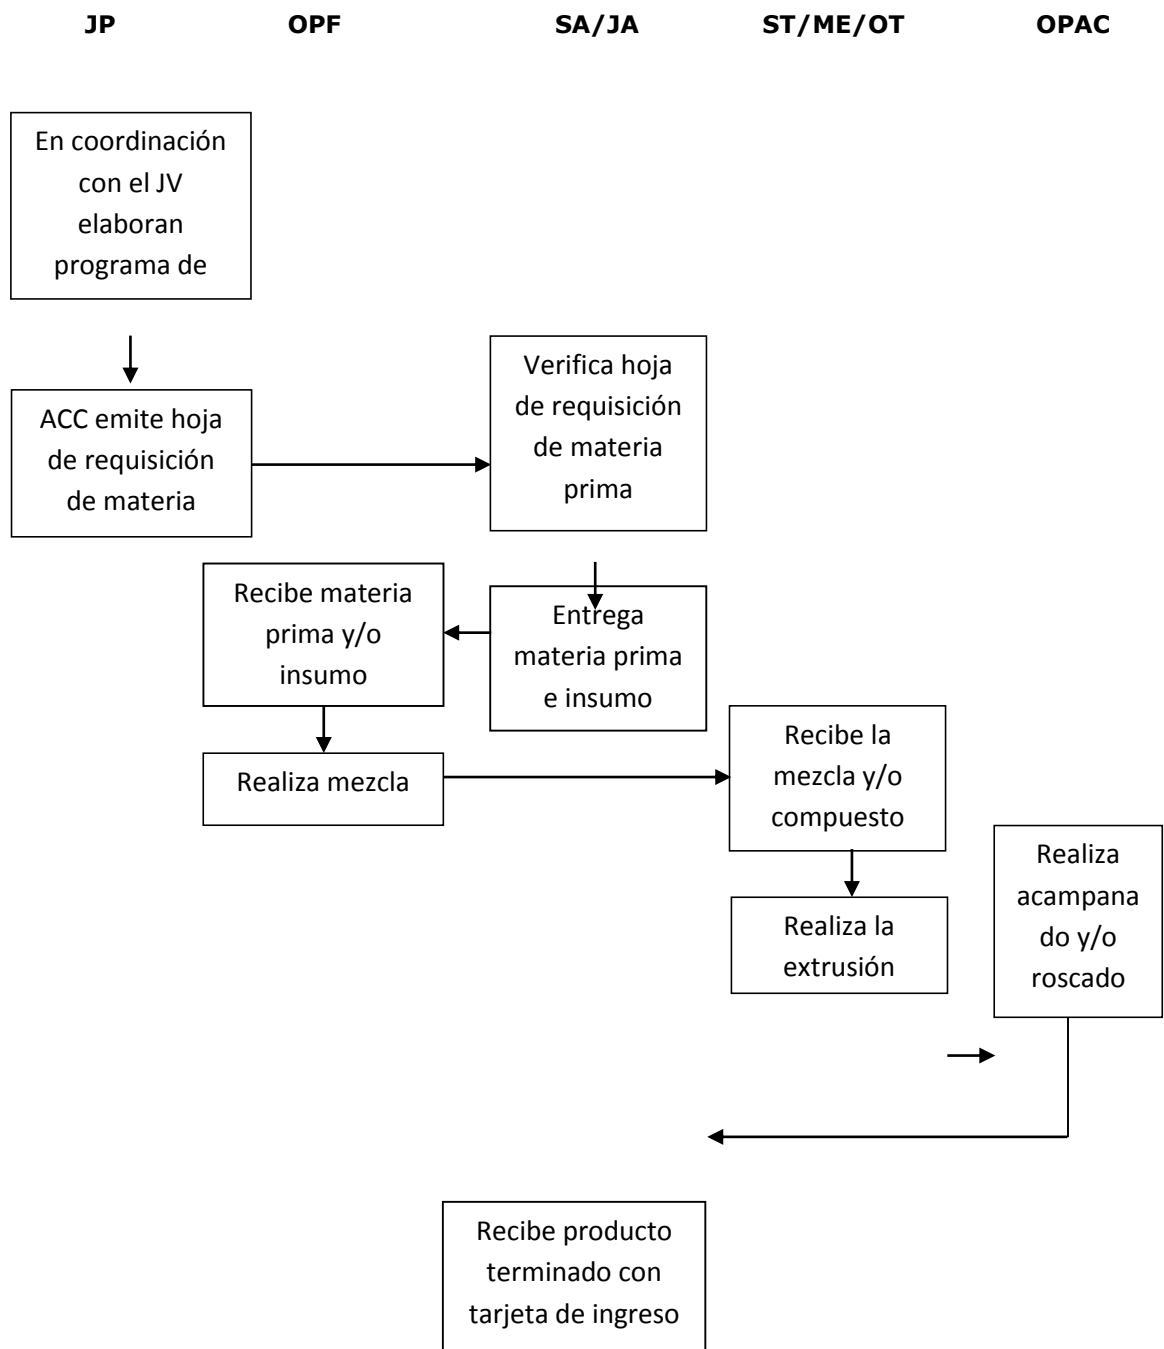 JP OPF SA/JA ST/ME/OT OPAC
En coordinación
con el JV
elaboran
programa de
ACC emite hoja
de requisición
de materia
Verifica hoja
de requisición
de materia
prima
Recibe materia
prima y/o
insumo
Entrega
materia prima
e insumo
Realiza mezcla
Recibe la
mezcla y/o
compuesto
Realiza la
extrusión
Realiza
acampana
do y/o
roscado
Recibe producto
terminado con
tarjeta de ingreso